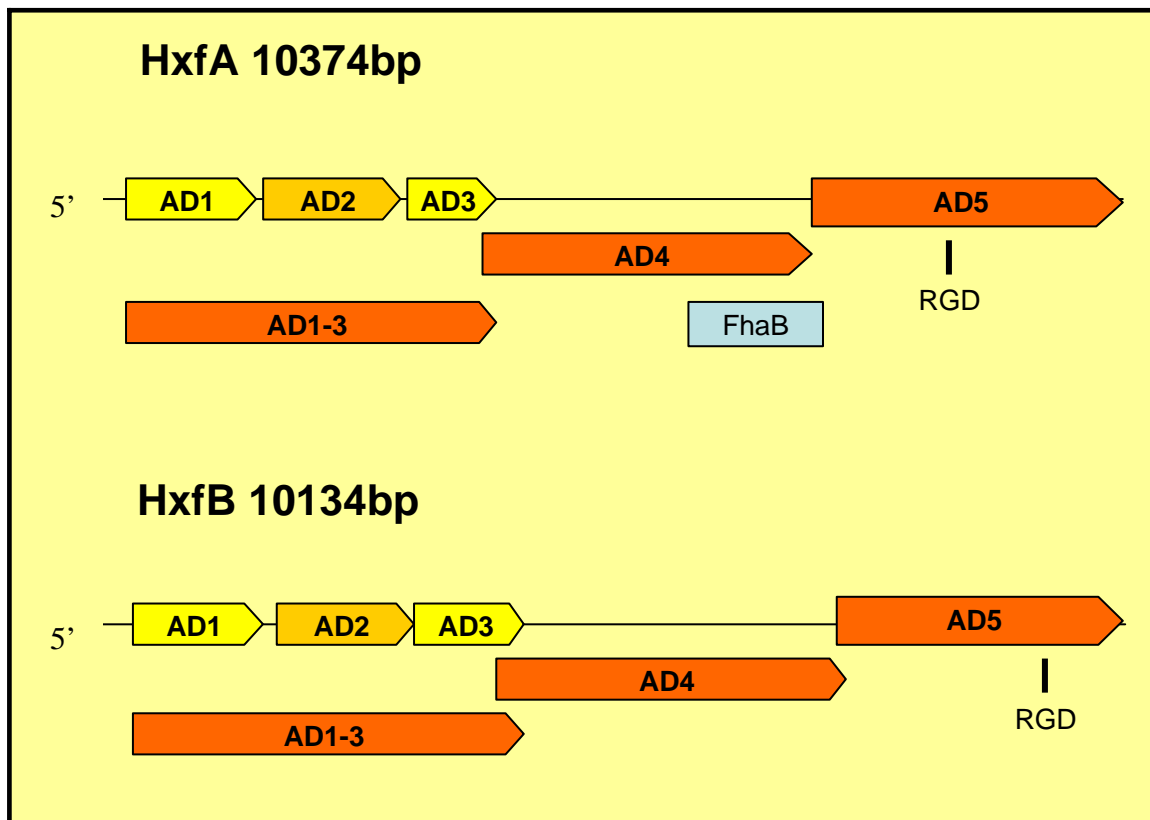 HxfA 10374bp
5’ AD1 AD2 AD3 AD5
AD4
RGD
AD1-3 FhaB
HxfB 10134bp
5’ AD1 AD2 AD3 AD5
AD4
RGD
AD1-3